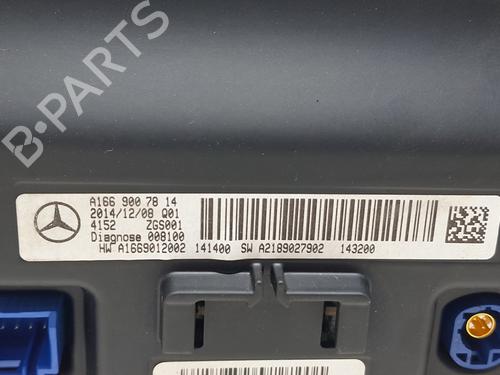 B-PARTS
A166 900 78 14
2014/12/08 Q01
4152 ZGS001
Diagnose 008100
HW A1669012002 141400 SW A2189027902 143200